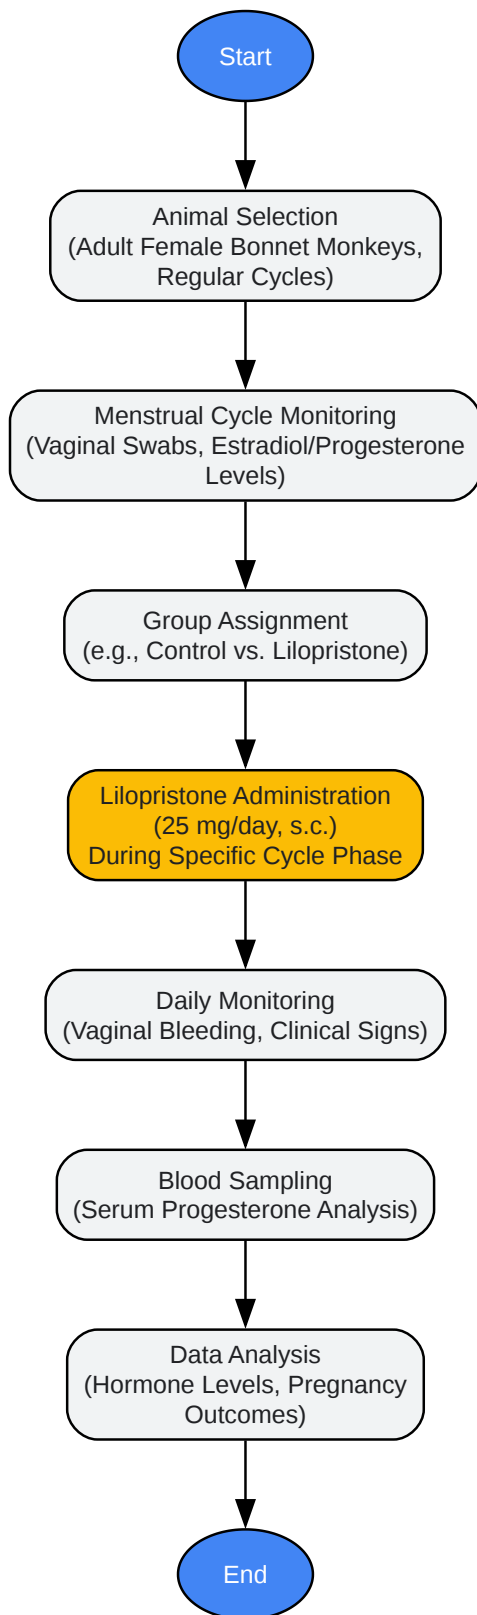 Start
Animal Selection
(Adult Female Bonnet Monkeys,
Regular Cycles)
Menstrual Cycle Monitoring
(Vaginal Swabs, Estradiol/Progesterone
Levels)
Group Assignment
(e.g., Control vs. Lilopristone)
Lilopristone Administration
(25 mg/day, s.c.)
During Specific Cycle Phase
Daily Monitoring
(Vaginal Bleeding, Clinical Signs)
Blood Sampling
(Serum Progesterone Analysis)
Data Analysis
(Hormone Levels, Pregnancy
Outcomes)
End